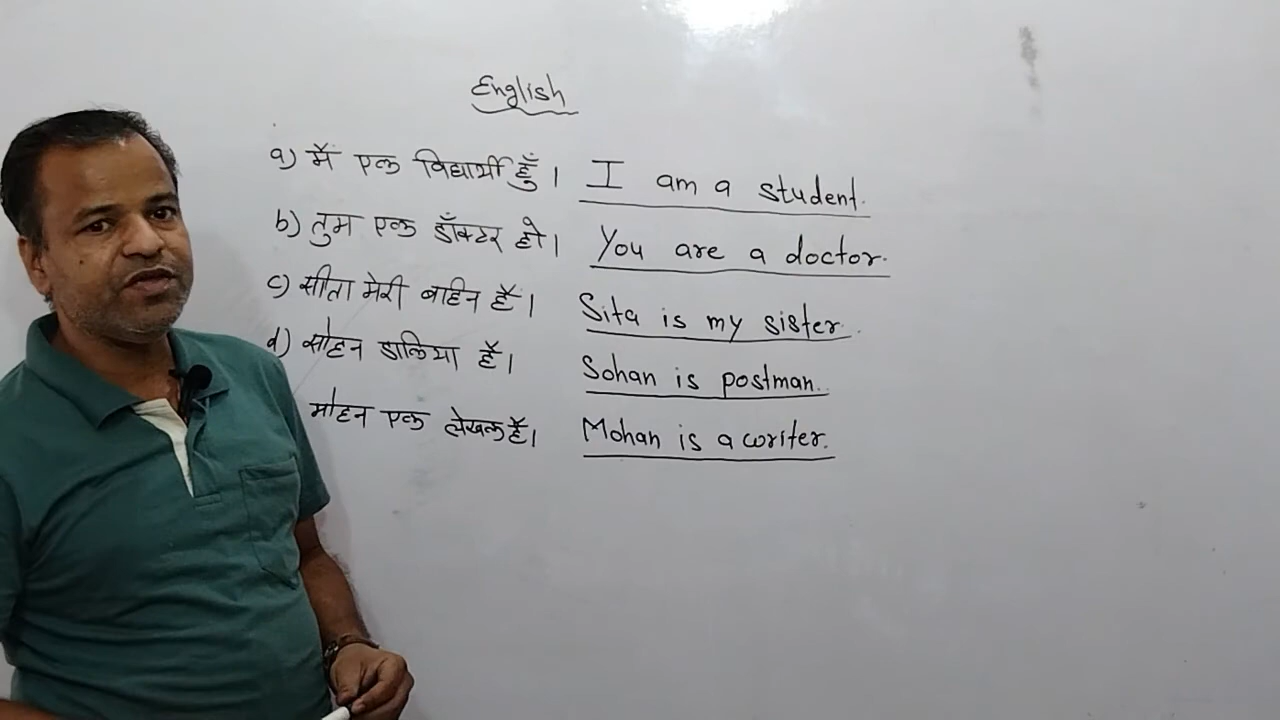 English
a) मैं एक विद्यार्थी हूँ। I am a student.
b) तुम एक डॉक्टर हो। You are a doctor.
c) सीता मेरी बहिन है। Sita is my sister.
d) सोहन डाकिया है। Sohan is postman.
मोहन एक लेखक है। Mohan is a writer.